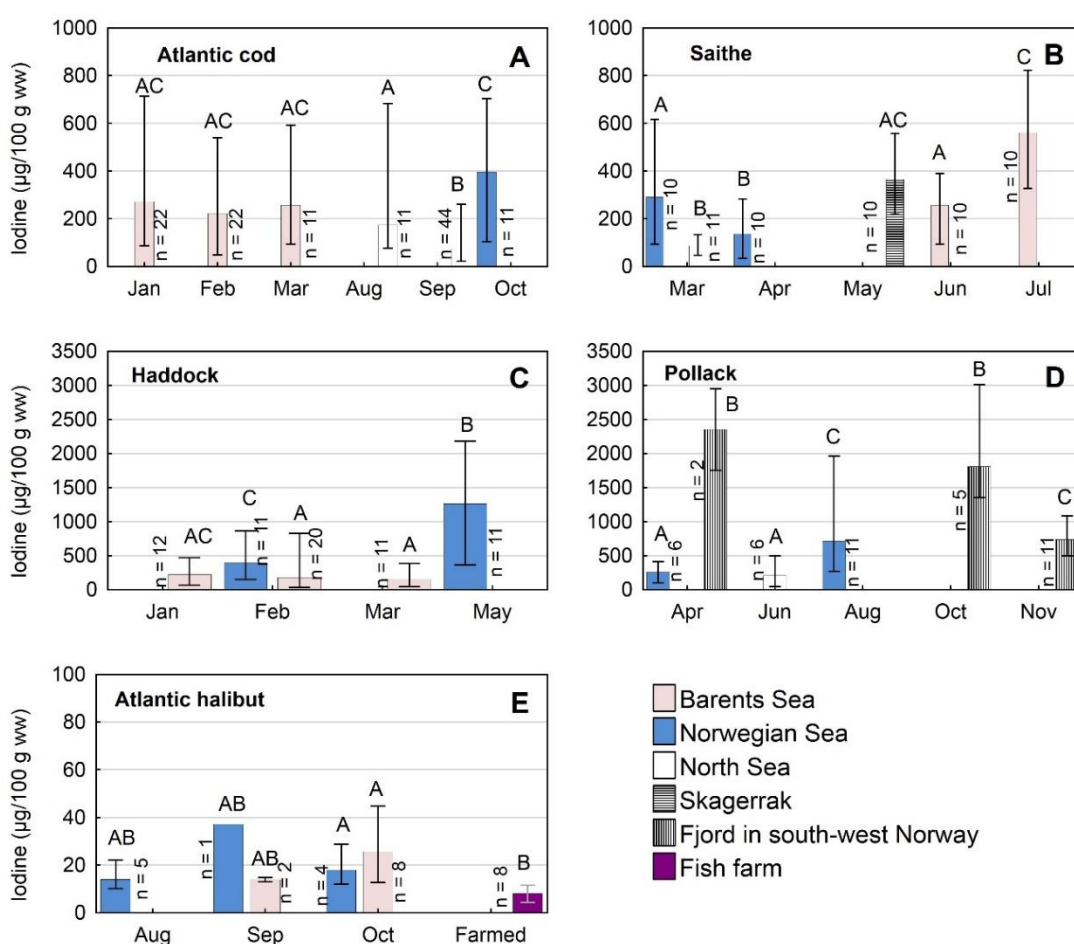 Iodine (µg/100 g ww)
1000
800
600
400
200
0
Atlantic cod
A
AC
AC
AC
A
B
C
n = 22
n = 22
n = 11
n = 11
n = 44
n = 11
Jan Feb Mar Aug Sep Oct
1000
800
600
400
200
0
Saithe
B
A
B
B
AC
A
C
n = 10
n = 11
n = 10
n = 10
n = 10
n = 10
Mar Apr May Jun Jul
Iodine (µg/100 g ww)
3500
3000
2500
2000
1500
1000
500
0
Haddock
C
AC
C
A
A
B
n = 12
n = 11
n = 20
n = 11
n = 11
Jan Feb Mar May
3500
3000
2500
2000
1500
1000
500
0
Pollack
D
A
B
A
C
B
C
n = 6
n = 2
n = 6
n = 11
n = 5
n = 11
Apr Jun Aug Oct Nov
Iodine (µg/100 g ww)
100
80
60
40
20
0
Atlantic halibut
E
AB
AB
AB
A
A
B
n = 5
n = 1
n = 2
n = 4
n = 8
n = 8
Aug Sep Oct Farmed
Barents Sea
Norwegian Sea
North Sea
Skagerrak
Fjord in south-west Norway
Fish farm